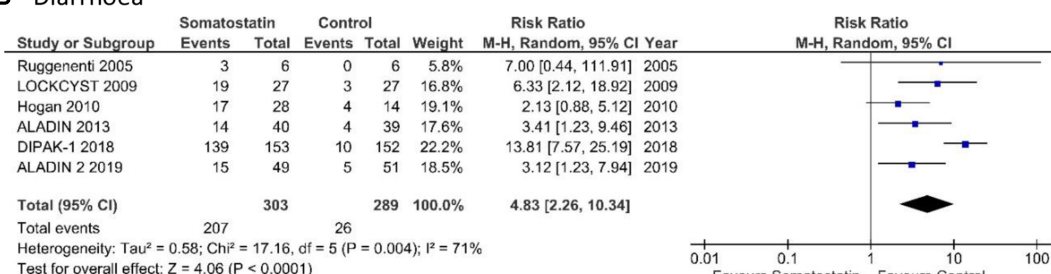 Diarrhoea
Somatostatin Control Risk Ratio Risk Ratio
Study or Subgroup Events Total Events Total Weight M-H, Random, 95% CI Year M-H, Random, 95% CI
Ruggenenti 2005 3 6 0 6 5.8% 7.00 [0.44, 111.91] 2005
LOCKCYST 2009 19 27 3 27 16.8% 6.33 [2.12, 18.92] 2009
Hogan 2010 17 28 4 14 19.1% 2.13 [0.88, 5.12] 2010
ALADIN 2013 14 40 4 39 17.6% 3.41 [1.23, 9.46] 2013
DIPAK-1 2018 139 153 10 152 22.2% 13.81 [7.57, 25.19] 2018
ALADIN 2 2019 15 49 5 51 18.5% 3.12 [1.23, 7.94] 2019
Total (95% CI) 303 289 100.0% 4.83 [2.26, 10.34]
Total events 207 26
Heterogeneity: Tau² = 0.58; Chi² = 17.16, df = 5 (P = 0.004); I² = 71%
Test for overall effect: Z = 4.06 (P < 0.0001)
0.01 0.1 1 10 100
Favours Somatostatin Favours Control